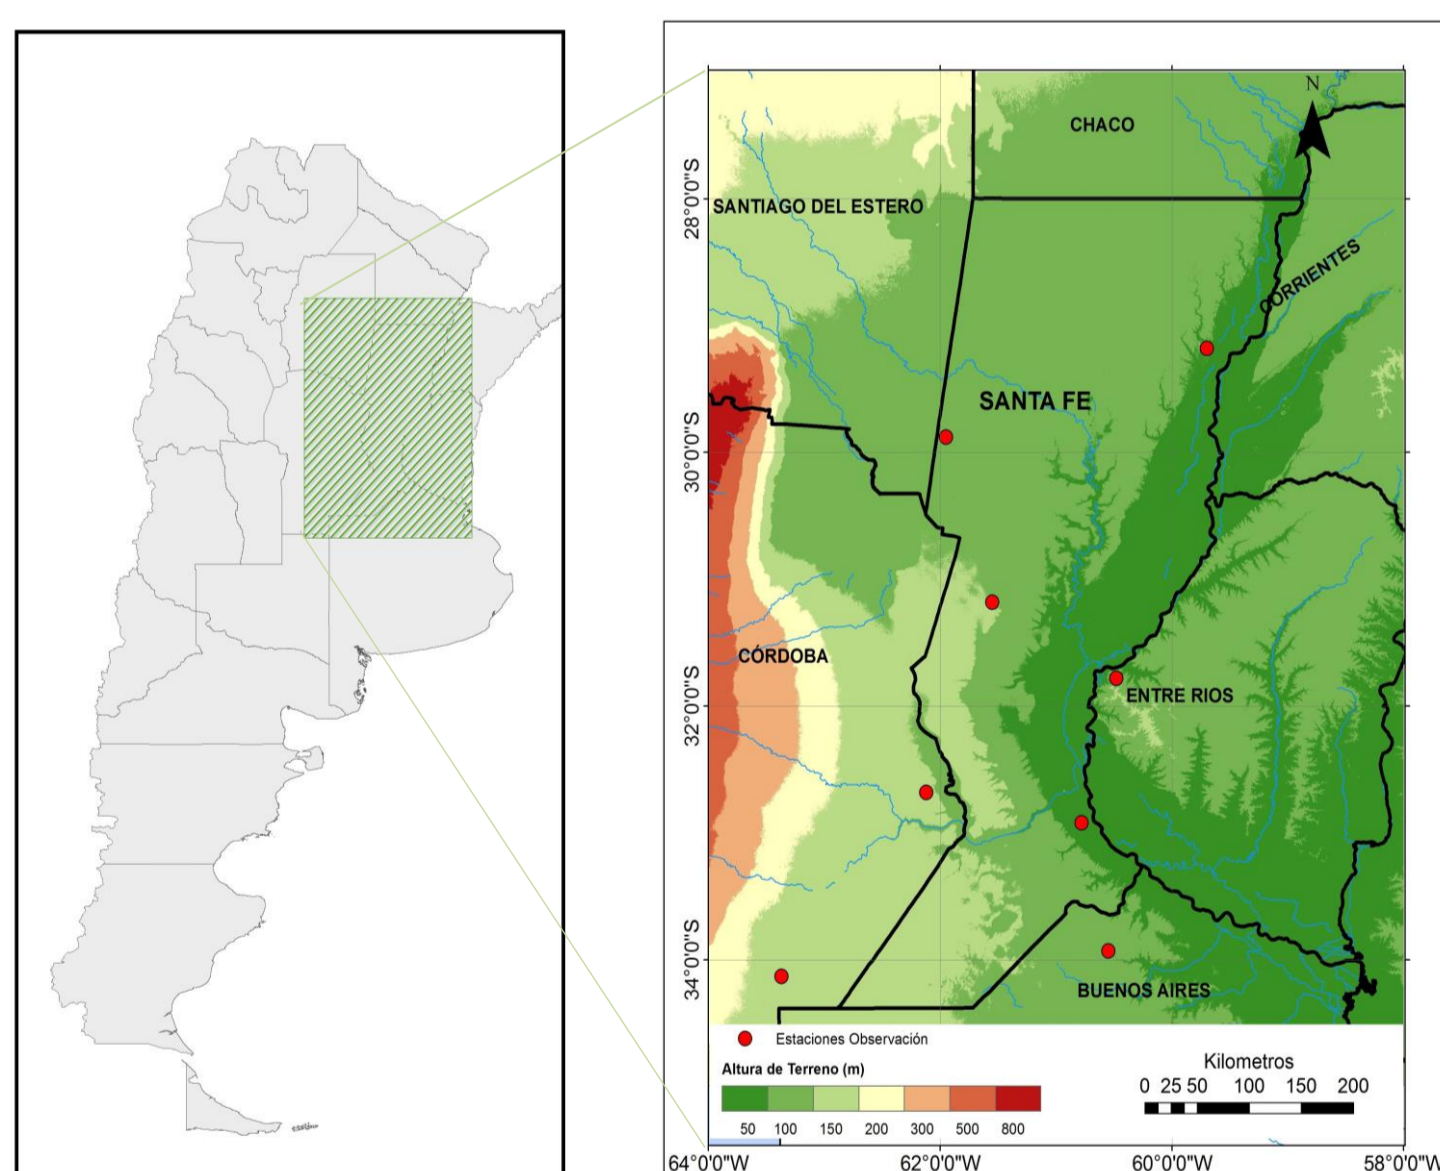 N
CHACO
28°0'0"S
SANTIAGO DEL ESTERO
CORRIENTES
SANTA FE
30°0'0"S
CÓRDOBA
ENTRE RIOS
32°0'0"S
34°0'0"S
BUENOS AIRES
Estaciones Observación
Altura de Terreno (m)
50 100 150 200 300 500 800
Kilometros
0 25 50 100 150 200
64°0'0"W 62°0'0"W 60°0'0"W 58°0'0"W